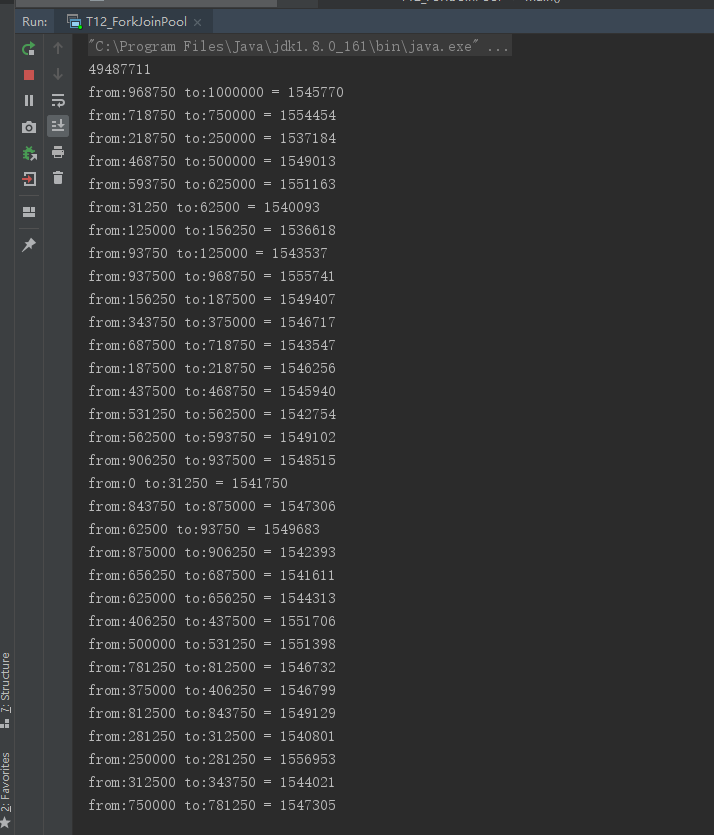 Run: T12_ForkJoinPool ×
"C:\Program Files\Java\jdk1.8.0_161\bin\java.exe" ...
49487711
from:968750 to:1000000 = 1545770
from:718750 to:750000 = 1554454
from:218750 to:250000 = 1537184
from:468750 to:500000 = 1549013
from:593750 to:625000 = 1551163
from:31250 to:62500 = 1540093
from:125000 to:156250 = 1536618
from:93750 to:125000 = 1543537
from:937500 to:968750 = 1555741
from:156250 to:187500 = 1549407
from:343750 to:375000 = 1546717
from:687500 to:718750 = 1543547
from:187500 to:218750 = 1546256
from:437500 to:468750 = 1545940
from:531250 to:562500 = 1542754
from:562500 to:593750 = 1549102
from:906250 to:937500 = 1548515
from:0 to:31250 = 1541750
from:843750 to:875000 = 1547306
from:62500 to:93750 = 1549683
from:875000 to:906250 = 1542393
from:656250 to:687500 = 1541611
from:625000 to:656250 = 1544313
from:406250 to:437500 = 1551706
from:500000 to:531250 = 1551398
from:781250 to:812500 = 1546732
from:375000 to:406250 = 1546799
from:812500 to:843750 = 1549129
from:281250 to:312500 = 1540801
from:250000 to:281250 = 1556953
from:312500 to:343750 = 1544021
from:750000 to:781250 = 1547305
7: Structure
2: Favorites